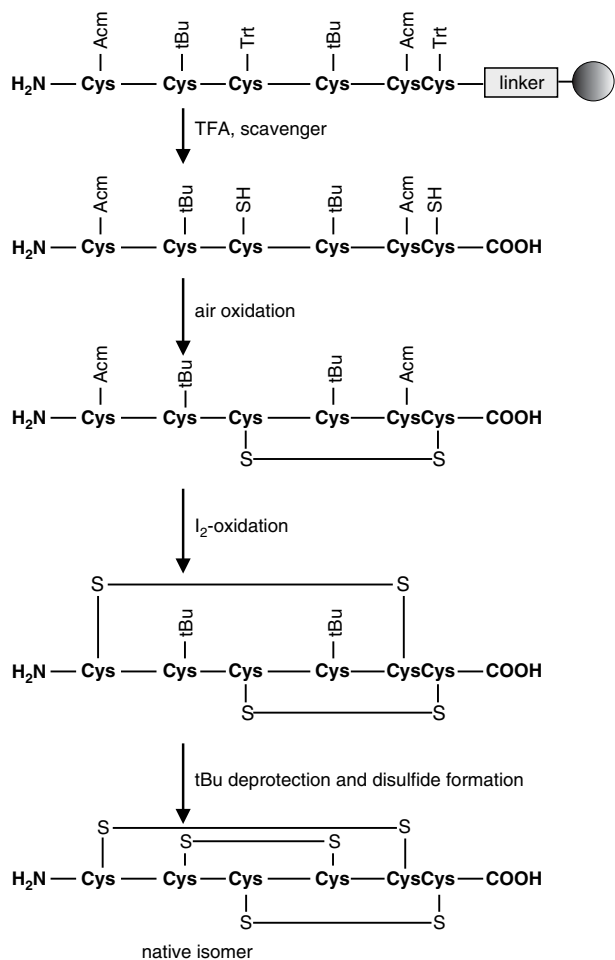 Acm tBu Trt tBu Acm Trt
H2N Cys Cys Cys Cys CysCys linker
TFA, scavenger
Acm tBu SH tBu Acm SH
H2N Cys Cys Cys Cys CysCys COOH
air oxidation
Acm tBu tBu Acm
H2N Cys Cys Cys Cys CysCys COOH
S S
I2-oxidation
S S
tBu tBu
H2N Cys Cys Cys Cys CysCys COOH
S S
tBu deprotection and disulfide formation
S S
S S
H2N Cys Cys Cys Cys CysCys COOH
S S
native isomer